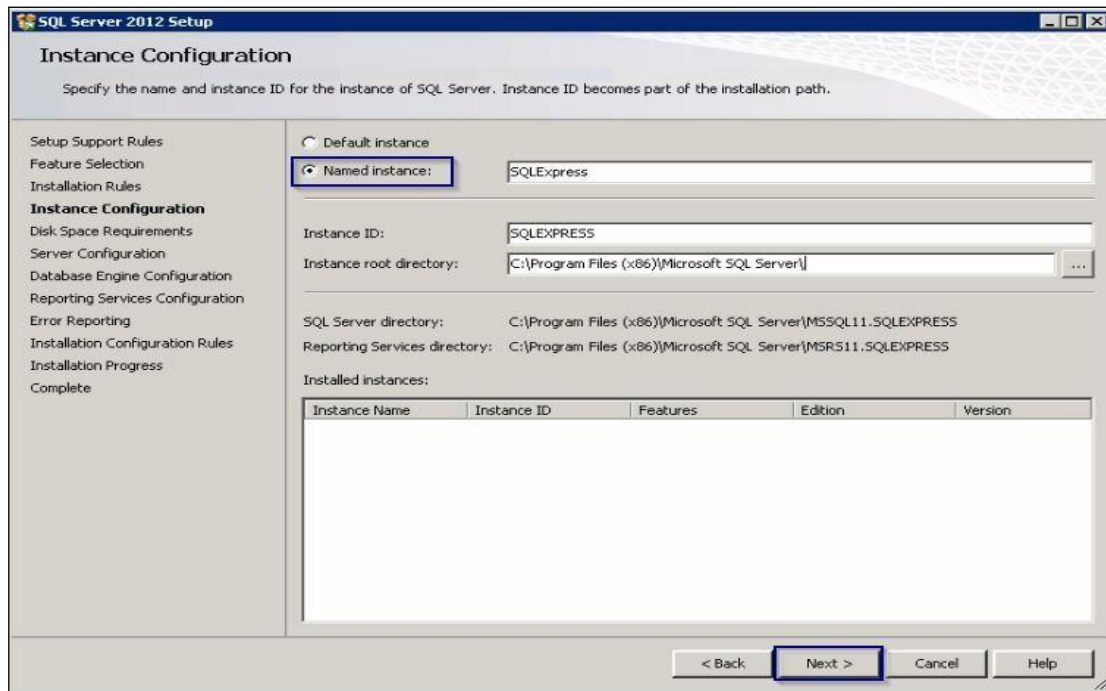 SQL Server 2012 Setup
Instance Configuration
Specify the name and instance ID for the instance of SQL Server. Instance ID becomes part of the installation path.
Setup Support Rules
Feature Selection
Installation Rules
Instance Configuration
Disk Space Requirements
Server Configuration
Database Engine Configuration
Reporting Services Configuration
Error Reporting
Installation Configuration Rules
Installation Progress
Complete
Default instance
Named instance: SQLExpress
Instance ID: SQLEXPRESS
Instance root directory: C:\Program Files (x86)\Microsoft SQL Server\ ...
SQL Server directory: C:\Program Files (x86)\Microsoft SQL Server\MSSQL11.SQLEXPRESS
Reporting Services directory: C:\Program Files (x86)\Microsoft SQL Server\MSRS11.SQLEXPRESS
Installed instances:
Instance Name Instance ID Features Edition Version
< Back Next > Cancel Help